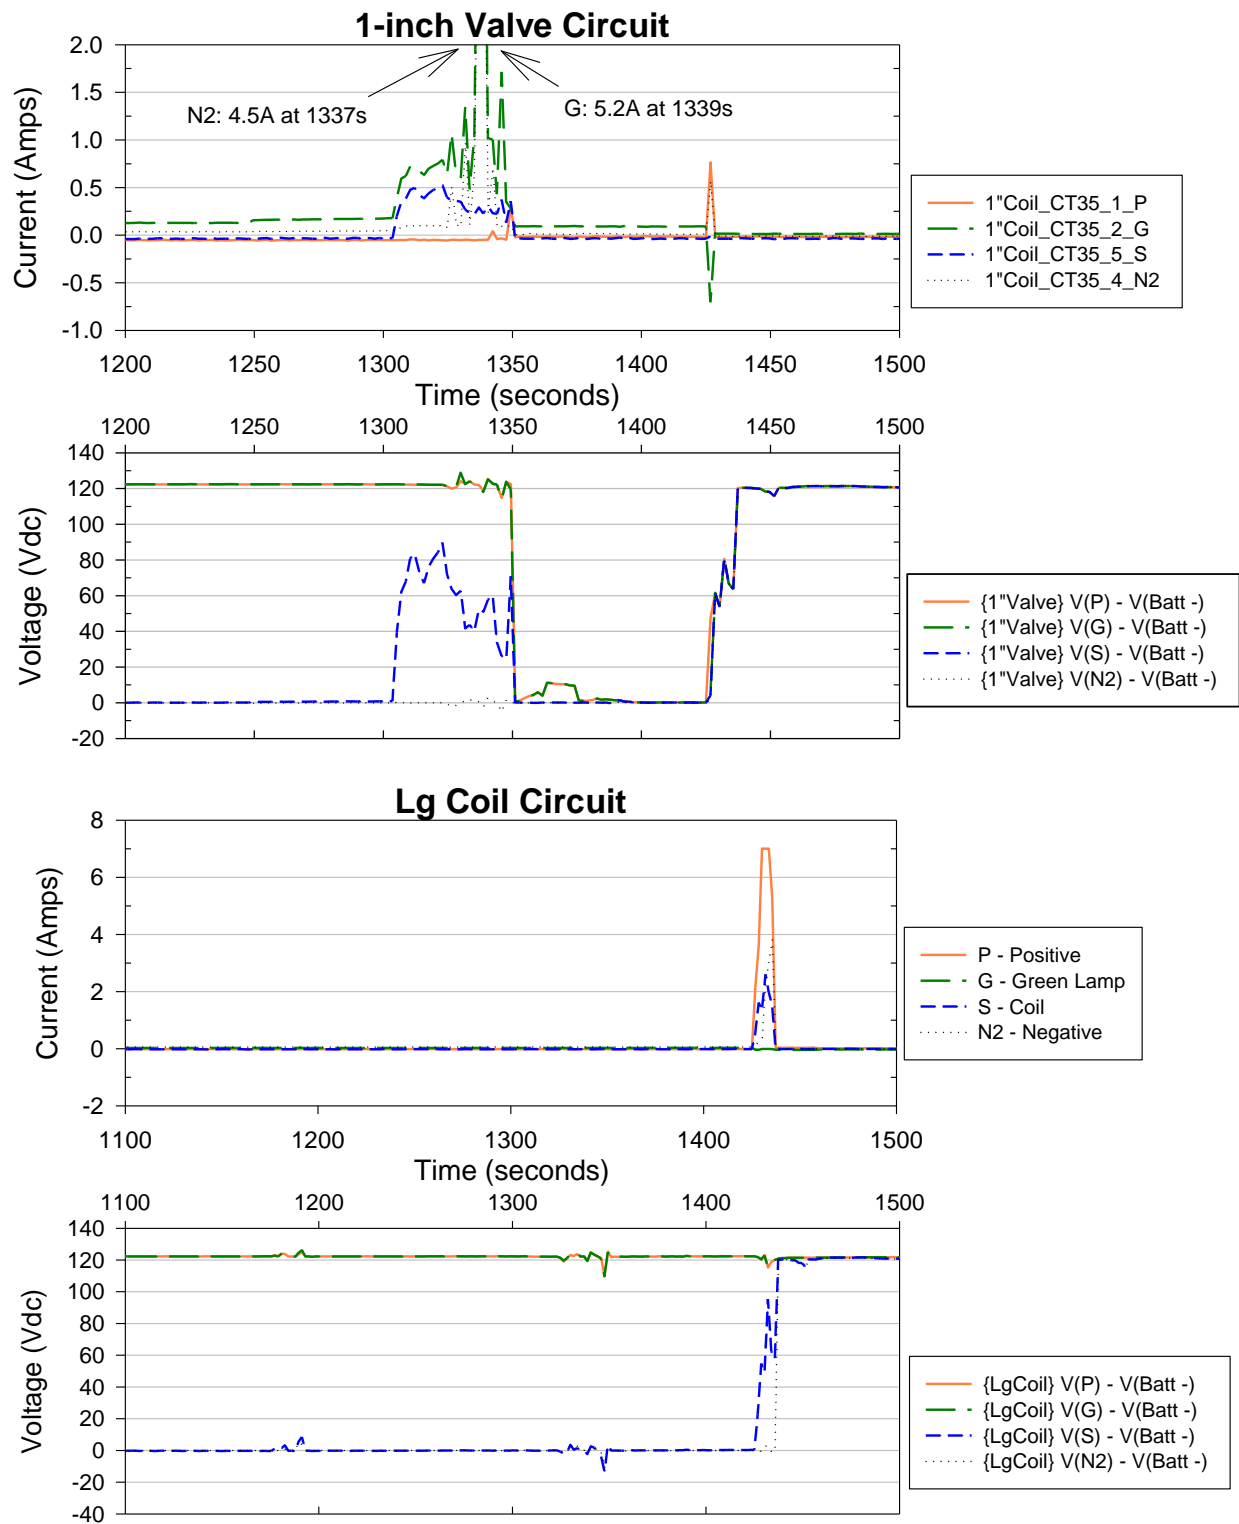 1-inch Valve Circuit
2.0
1.5
1.0
0.5
0.0
-0.5
-1.0
Current (Amps)
N2: 4.5A at 1337s
G: 5.2A at 1339s
1"Coil_CT35_1_P
1"Coil_CT35_2_G
1"Coil_CT35_5_S
1"Coil_CT35_4_N2
1200 1250 1300 1350 1400 1450 1500
Time (seconds)
1200 1250 1300 1350 1400 1450 1500
140
120
100
80
60
40
20
0
-20
Voltage (Vdc)
{1"Valve} V(P) - V(Batt -)
{1"Valve} V(G) - V(Batt -)
{1"Valve} V(S) - V(Batt -)
{1"Valve} V(N2) - V(Batt -)
Lg Coil Circuit
8
6
4
2
0
-2
Current (Amps)
P - Positive
G - Green Lamp
S - Coil
N2 - Negative
1100 1200 1300 1400 1500
Time (seconds)
1100 1200 1300 1400 1500
140
120
100
80
60
40
20
0
-20
-40
Voltage (Vdc)
{LgCoil} V(P) - V(Batt -)
{LgCoil} V(G) - V(Batt -)
{LgCoil} V(S) - V(Batt -)
{LgCoil} V(N2) - V(Batt -)